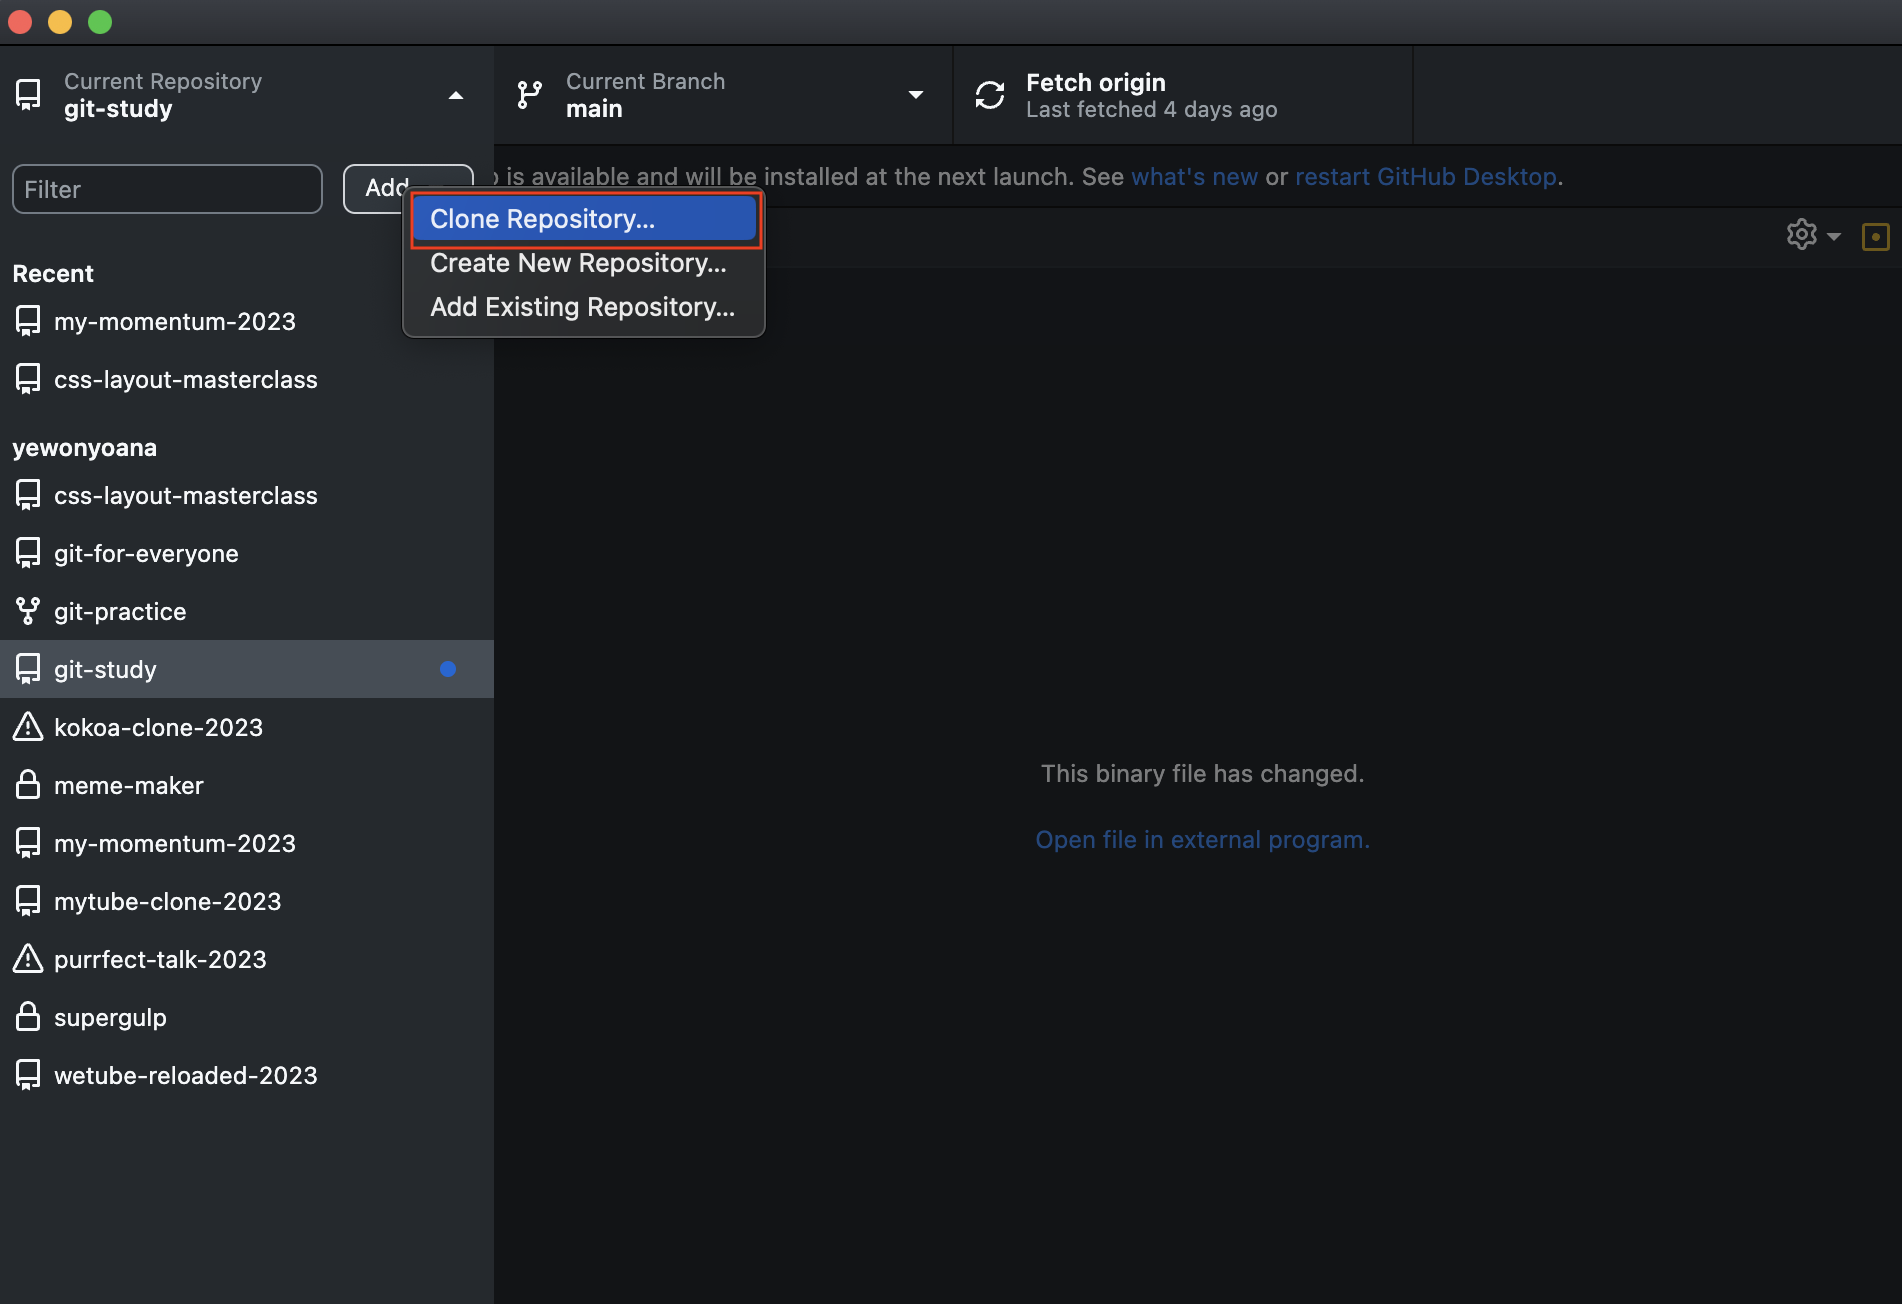 Current Repository
git-study
Current Branch
main
Fetch origin
Last fetched 4 days ago
Filter
Add
is available and will be installed at the next launch. See what's new or restart GitHub Desktop.
Clone Repository...
Create New Repository...
Add Existing Repository...
Recent
my-momentum-2023
css-layout-masterclass
yewonyoana
css-layout-masterclass
git-for-everyone
git-practice
git-study
kokoa-clone-2023
meme-maker
my-momentum-2023
mytube-clone-2023
purrfect-talk-2023
supergulp
wetube-reloaded-2023
This binary file has changed.
Open file in external program.